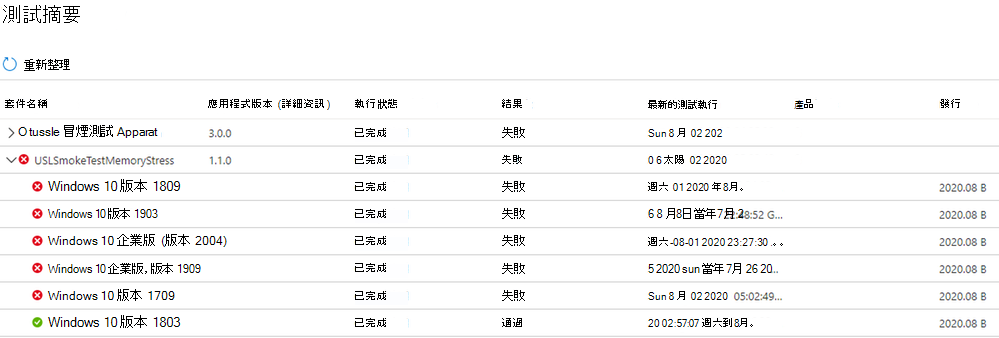 測試摘要
重新整理
套件名稱 應用程式版本 (詳細資訊) 執行狀態 結果 最新的測試執行 產品 發行
Otussle 冒煙測試 Apparat 3.0.0 已完成 失敗 Sun 8 月 02 202
USLSmokeTestMemoryStress 1.1.0 已完成 失敗 0 6 太陽 02 2020
Windows 10 版本 1809 已完成 失敗 週六 01 2020 年8月。 2020.08 B
Windows 10版本 1903 已完成 失敗 6 8 月8日當年7月 :48:52 G... 2020.08 B
Windows 10 企業版 (版本 2004) 已完成 失敗 週六-08-01 2020 23:27:30 . 。 2020.08 B
Windows 10企業版，版本 1909 已完成 失敗 5 2020 sun 當年7月 26 20... 2020.08 B
Windows 10 版本 1709 已完成 失敗 Sun 8 月 02 2020 05:02:49... 2020.08 B
Windows 10 版本 1803 已完成 通過 20 02:57:07 週六到8月。 2020.08 B